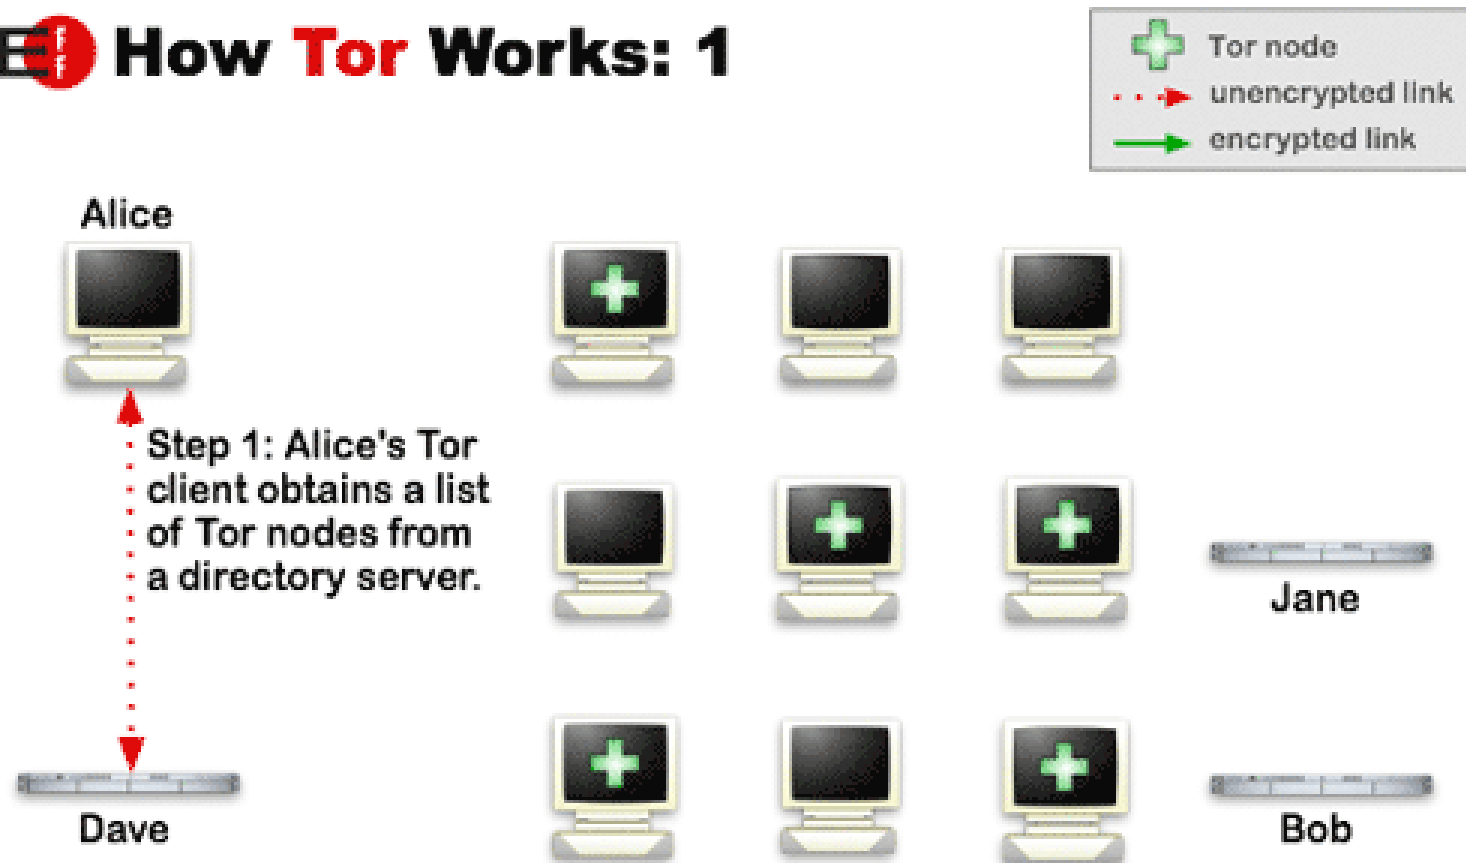 EFF How Tor Works: 1
Tor node
unencrypted link
encrypted link
Alice
Step 1: Alice's Tor
client obtains a list
of Tor nodes from
a directory server.
Jane
Dave
Bob